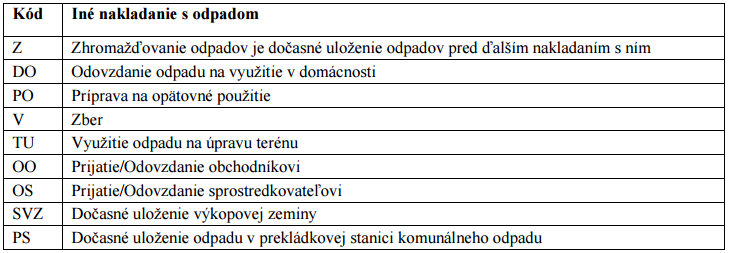 Kód Iné nakladanie s odpadom
Z Zhromažďovanie odpadov je dočasné uloženie odpadov pred ďalším nakladaním s ním
DO Odovzdanie odpadu na využitie v domácnosti
PO Príprava na opätovné použitie
V Zber
TU Využitie odpadu na úpravu terénu
OO Prijatie/Odovzdanie obchodníkovi
OS Prijatie/Odovzdanie sprostredkovateľovi
SVZ Dočasné uloženie výkopovej zeminy
PS Dočasné uloženie odpadu v prekládkovej stanici komunálneho odpadu